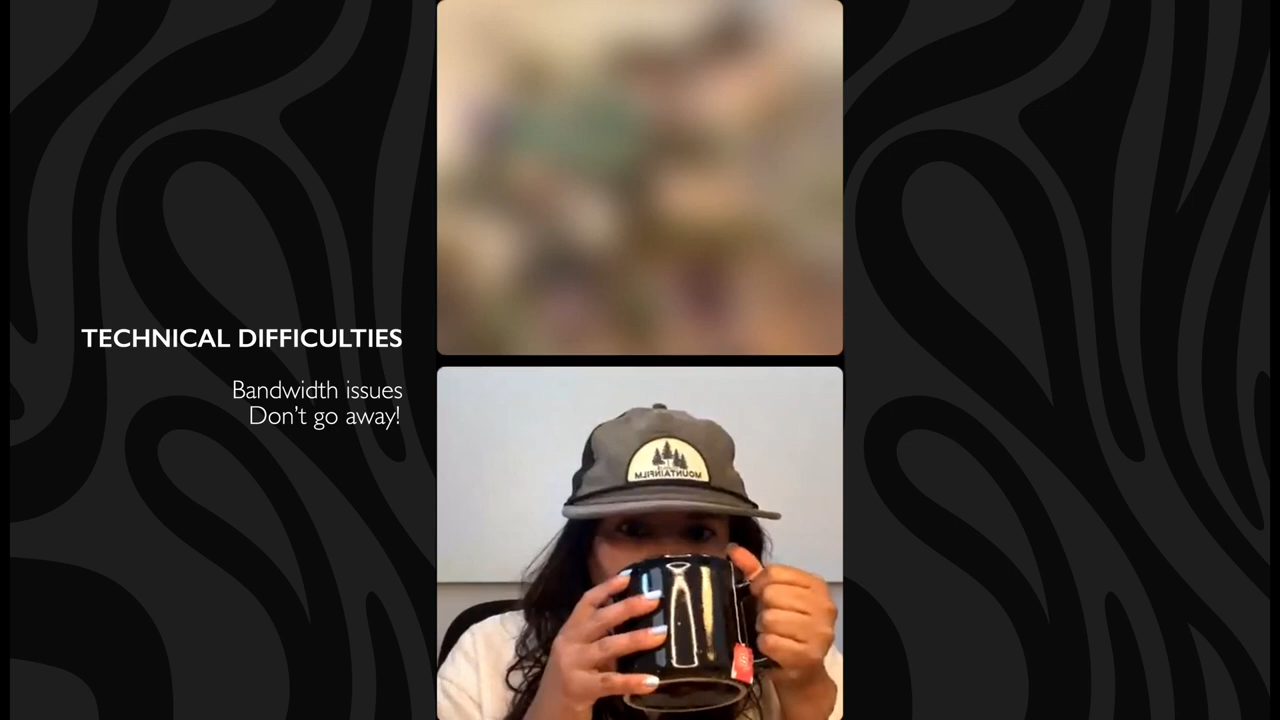 TECHNICAL DIFFICULTIES
Bandwidth issues
Don't go away!
MOUNTAINFILM